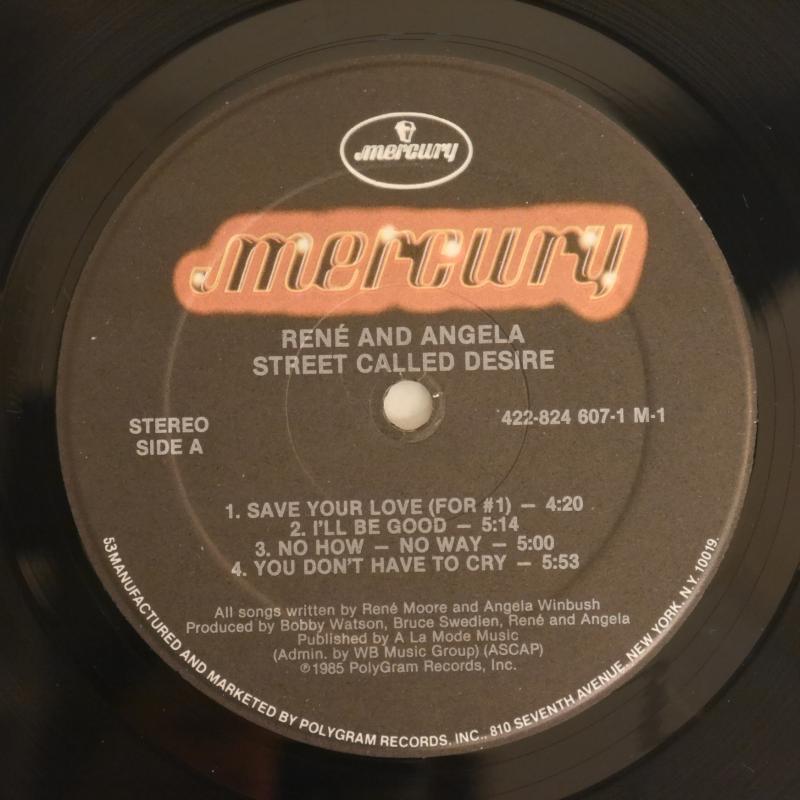 mercury
mercury
RENÉ AND ANGELA
STREET CALLED DESIRE
STEREO
SIDE A
422-824 607-1 M-1
1. SAVE YOUR LOVE (FOR #1) — 4:20
2. I'LL BE GOOD — 5:14
3. NO HOW — NO WAY — 5:00
4. YOU DON'T HAVE TO CRY — 5:53
All songs written by René Moore and Angela Winbush
Produced by Bobby Watson, Bruce Swedien, René and Angela
Published by A La Mode Music
(Admin. by WB Music Group) (ASCAP)
℗1985 PolyGram Records, Inc.
53 MANUFACTURED AND MARKETED BY POLYGRAM RECORDS, INC., 810 SEVENTH AVENUE, NEW YORK, N.Y. 10019.